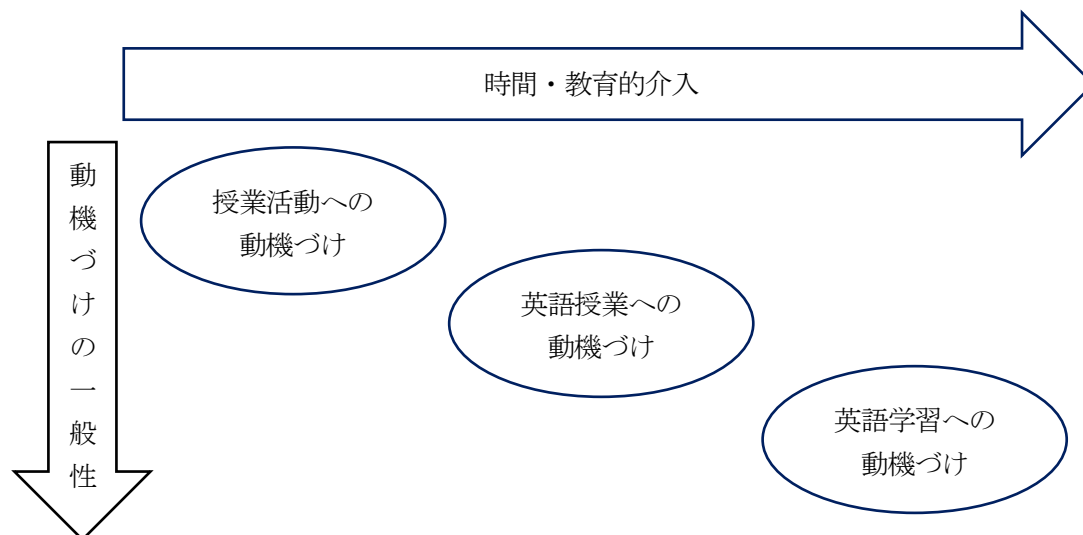 時間・教育的介入
動機づけの一般性
授業活動への
動機づけ
英語授業への
動機づけ
英語学習への
動機づけ